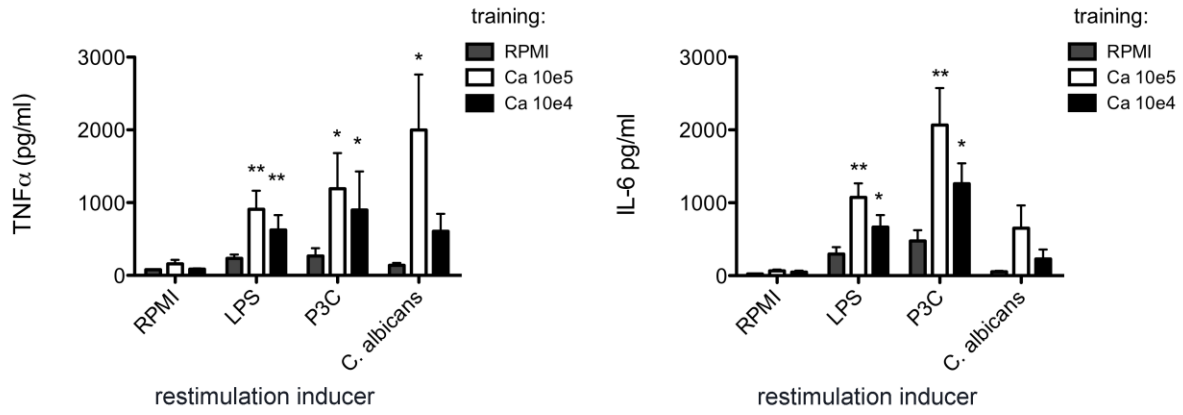 training:
RPMI
Ca 10e5
Ca 10e4
3000
2000
1000
0
TNFα (pg/ml)
*
** **
* *
*
RPMI
LPS
P3C
C. albicans
restimulation inducer
training:
RPMI
Ca 10e5
Ca 10e4
3000
2000
1000
0
IL-6 pg/ml
**
** *
*
RPMI
LPS
P3C
C. albicans
restimulation inducer